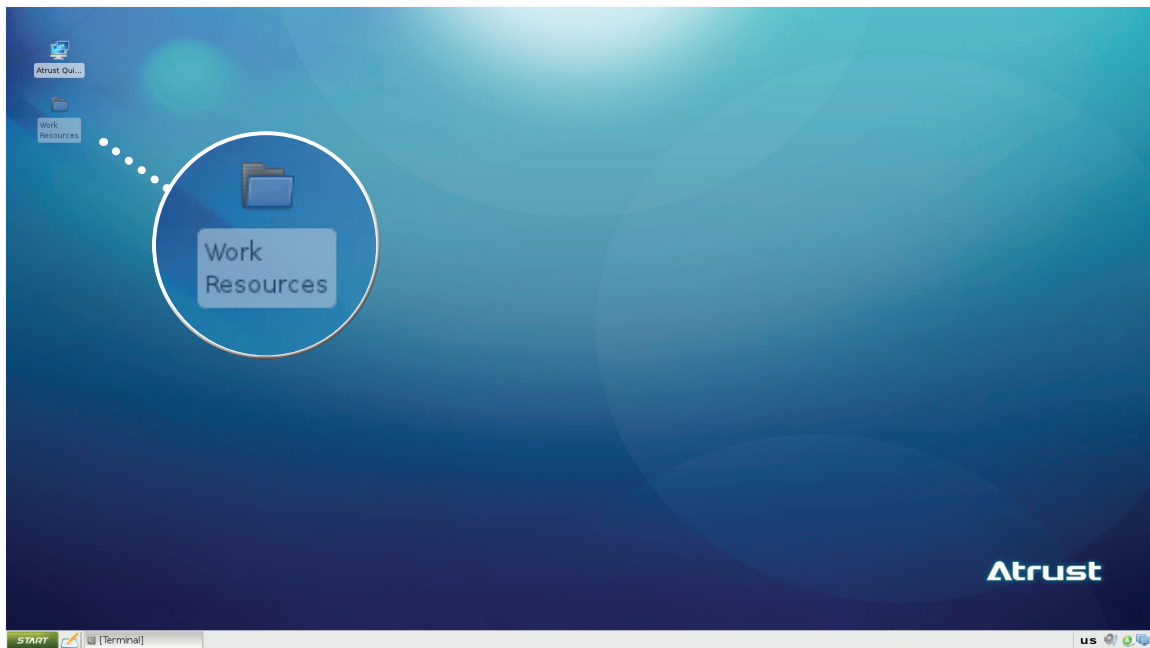 Atrust Qui...
Work
Resources
Work
Resources
Atrust
START
[Terminal]
us